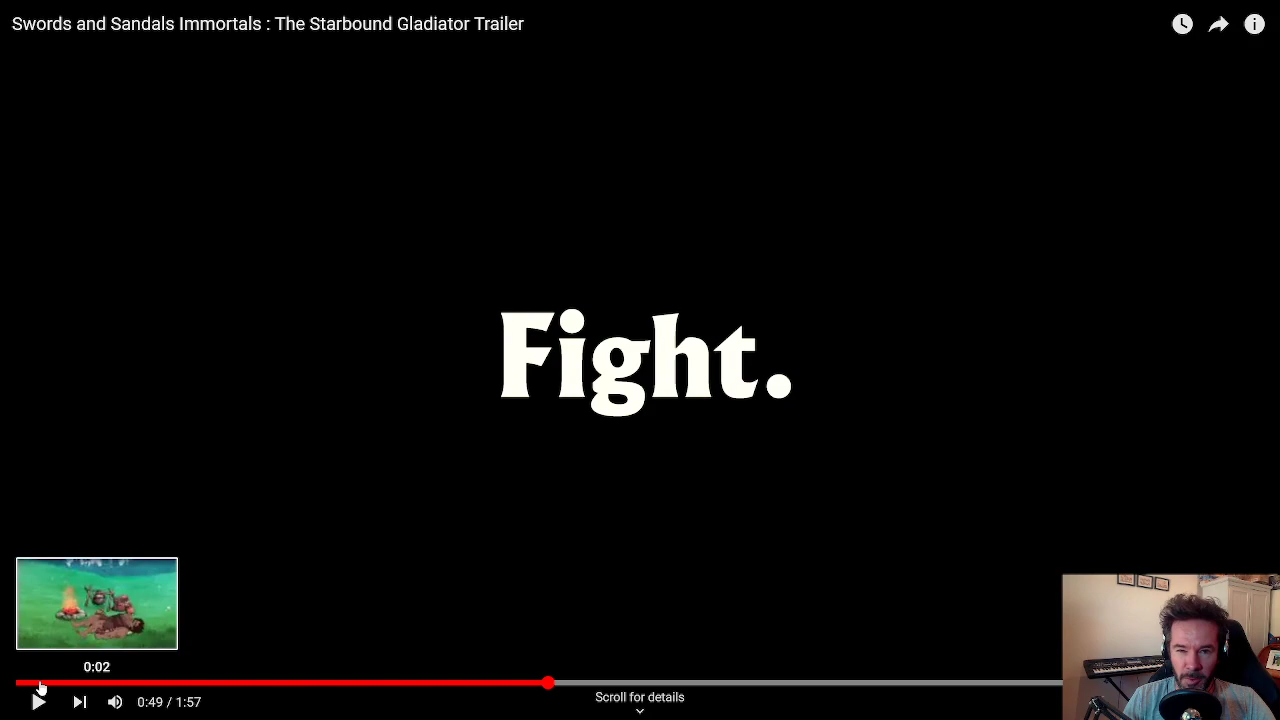 Swords and Sandals Immortals : The Starbound Gladiator Trailer
Fight.
0:02
0:49 / 1:57
Scroll for details